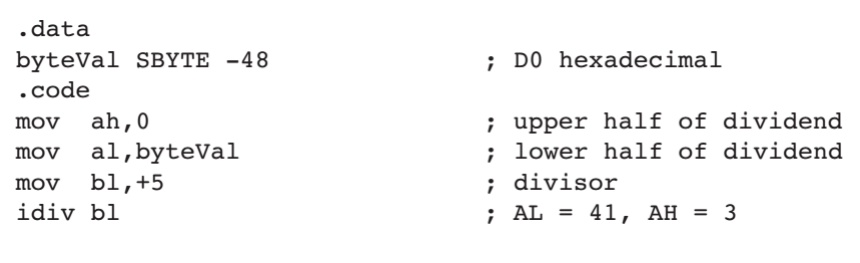 .data
byteVal SBYTE -48 ; D0 hexadecimal
.code
mov ah,0 ; upper half of dividend
mov al,byteVal ; lower half of dividend
mov bl,+5 ; divisor
idiv bl ; AL = 41, AH = 3